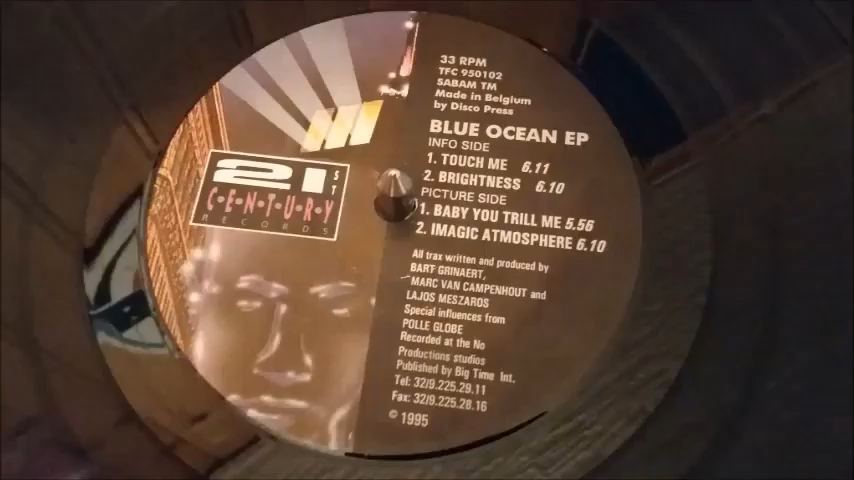 21 ST
C·E·N·T·U·R·Y
RECORDS
33 RPM
TFC 950102
SABAM TM
Made in Belgium
by Disco Press
BLUE OCEAN EP
INFO SIDE
1. TOUCH ME 6.11
2. BRIGHTNESS 6.10
PICTURE SIDE
1. BABY YOU TRILL ME 5.56
2. IMAGIC ATMOSPHERE 6.10
All trax written and produced by
BART GRINAERT,
MARC VAN CAMPENHOUT and
LAJOS MESZAROS
Special influences from
POLLE GLOBE
Recorded at the No
Productions studios
Published by Big Time Int.
Tel: 32/9.225.29.11
Fax: 32/9.225.28.16
© 1995